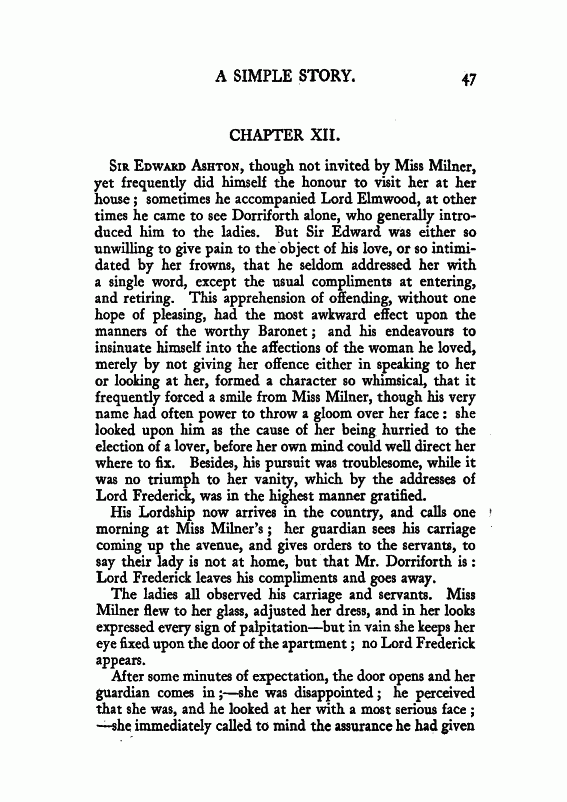 A SIMPLE STORY. 47
CHAPTER XII.
Sir Edward Ashton, though not invited by Miss Milner,
yet frequently did himself the honour to visit her at her
house; sometimes he accompanied Lord Elmwood, at other
times he came to see Dorriforth alone, who generally intro-
duced him to the ladies. But Sir Edward was either so
unwilling to give pain to the object of his love, or so intimi-
dated by her frowns, that he seldom addressed her with
a single word, except the usual compliments at entering,
and retiring. This apprehension of offending, without one
hope of pleasing, had the most awkward effect upon the
manners of the worthy Baronet; and his endeavours to
insinuate himself into the affections of the woman he loved,
merely by not giving her offence either in speaking to her
or looking at her, formed a character so whimsical, that it
frequently forced a smile from Miss Milner, though his very
name had often power to throw a gloom over her face: she
looked upon him as the cause of her being hurried to the
election of a lover, before her own mind could well direct her
where to fix. Besides, his pursuit was troublesome, while it
was no triumph to her vanity, which by the addresses of
Lord Frederick, was in the highest manner gratified.
His Lordship now arrives in the country, and calls one
morning at Miss Milner's; her guardian sees his carriage
coming up the avenue, and gives orders to the servants, to
say their lady is not at home, but that Mr. Dorriforth is:
Lord Frederick leaves his compliments and goes away.
The ladies all observed his carriage and servants. Miss
Milner flew to her glass, adjusted her dress, and in her looks
expressed every sign of palpitation—but in vain she keeps her
eye fixed upon the door of the apartment; no Lord Frederick
appears.
After some minutes of expectation, the door opens and her
guardian comes in;—she was disappointed; he perceived
that she was, and he looked at her with a most serious face;
—she immediately called to mind the assurance he had given